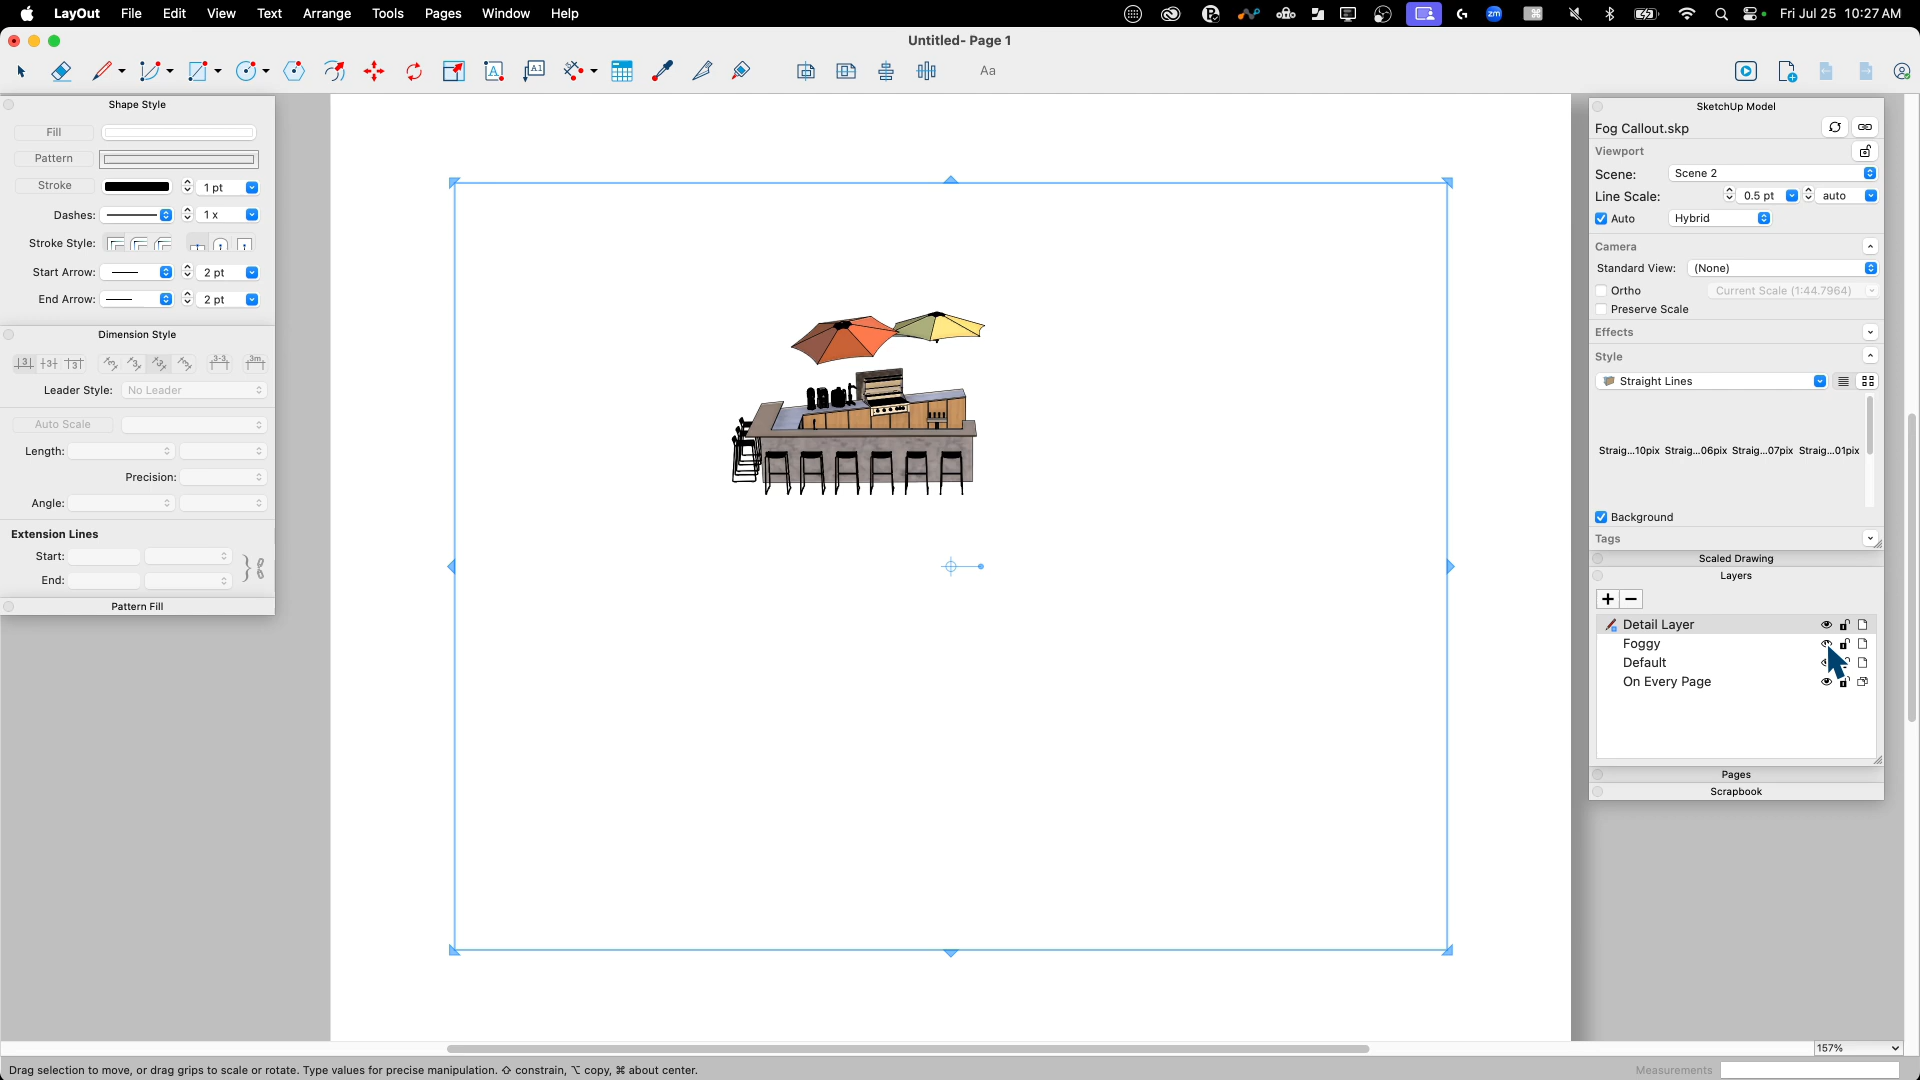 LayOut File Edit View Text Arrange Tools Pages Window Help
zm Fri Jul 25 10:27 AM
Untitled- Page 1
Aa
Shape Style
Fill
Pattern
Stroke 1 pt
Dashes: 1 x
Stroke Style:
Start Arrow: 2 pt
End Arrow: 2 pt
Dimension Style
Leader Style: No Leader
Auto Scale
Length:
Precision:
Angle:
Extension Lines
Start:
End:
Pattern Fill
SketchUp Model
Fog Callout.skp
Viewport
Scene: Scene 2
Line Scale: 0.5 pt auto
Auto Hybrid
Camera
Standard View: (None)
Ortho Current Scale (1:44.7964)
Preserve Scale
Effects
Style
Straight Lines
Straig...10pix Straig...06pix Straig...07pix Straig...01pix
Background
Tags
Scaled Drawing
Layers
Detail Layer
Foggy
Default
On Every Page
Pages
Scrapbook
157%
Drag selection to move, or drag grips to scale or rotate. Type values for precise manipulation. ⇧ constrain, ⌥ copy, ⌘ about center.
Measurements